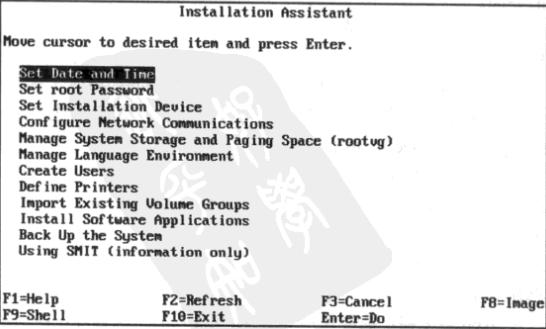 Installation Assistant
Move cursor to desired item and press Enter.
Set Date and Time
Set root Password
Set Installation Device
Configure Network Communications
Manage System Storage and Paging Space (rootvg)
Manage Language Environment
Create Users
Define Printers
Import Existing Volume Groups
Install Software Applications
Back Up the System
Using SMIT (information only)
F1=Help F2=Refresh F3=Cancel F8=Image
F9=Shell F10=Exit Enter=Do